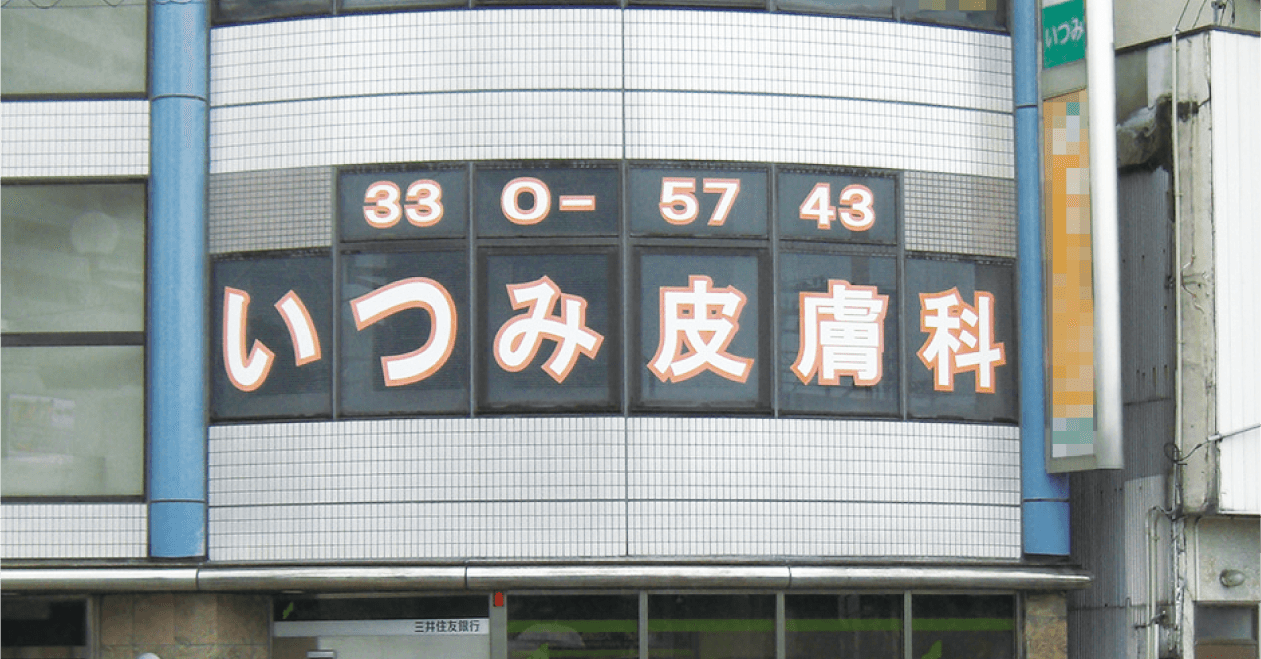 いつみ
33 0-57 43
いつみ皮膚科
三井住友銀行